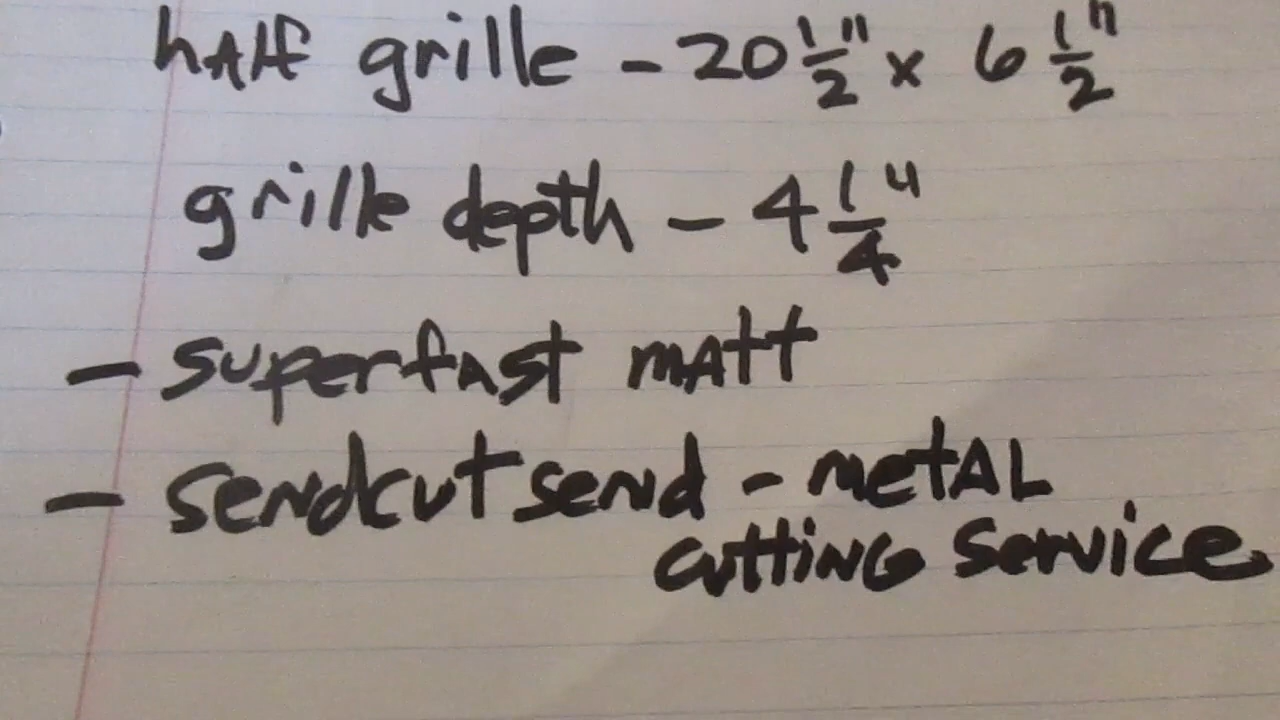 half grille - 20 1/2" x 6 1/2"
grille depth - 4 1/4"
- superfast matt
- sendcutsend - metal
cutting service